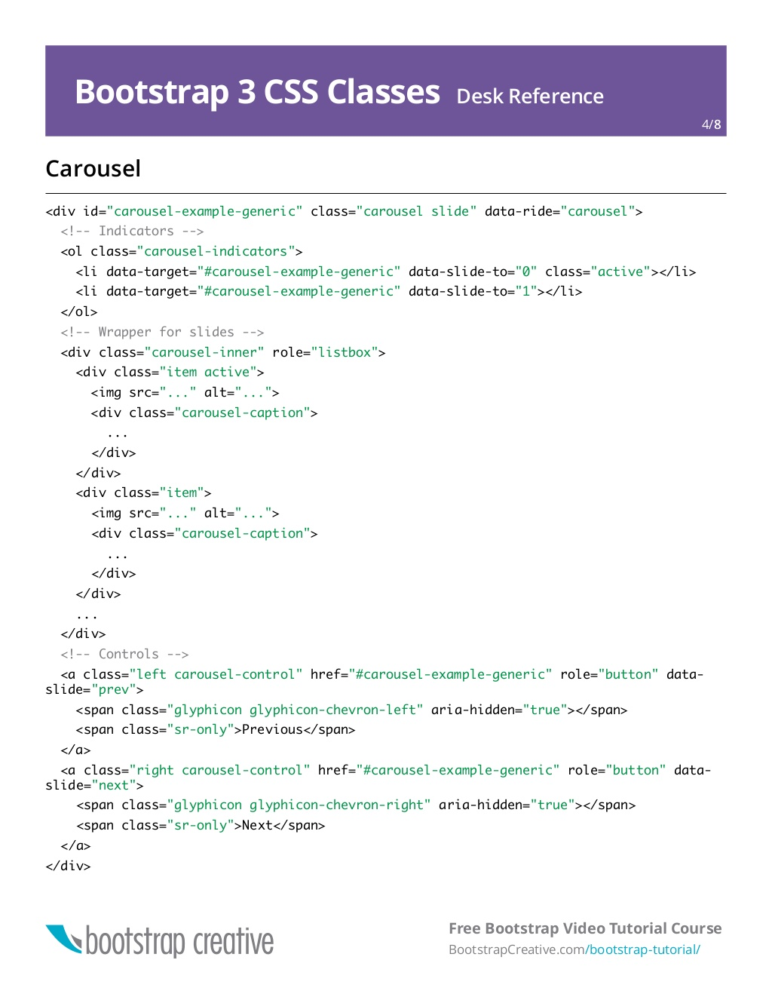 Bootstrap 3 CSS Classes Desk Reference
4/8
Carousel
<div id="carousel-example-generic" class="carousel slide" data-ride="carousel">
  <!-- Indicators -->
  <ol class="carousel-indicators">
    <li data-target="#carousel-example-generic" data-slide-to="0" class="active"></li>
    <li data-target="#carousel-example-generic" data-slide-to="1"></li>
  </ol>
  <!-- Wrapper for slides -->
  <div class="carousel-inner" role="listbox">
    <div class="item active">
      <img src="..." alt="...">
      <div class="carousel-caption">
        ...
      </div>
    </div>
    <div class="item">
      <img src="..." alt="...">
      <div class="carousel-caption">
        ...
      </div>
    </div>
    ...
  </div>
  <!-- Controls -->
  <a class="left carousel-control" href="#carousel-example-generic" role="button" data-
slide="prev">
    <span class="glyphicon glyphicon-chevron-left" aria-hidden="true"></span>
    <span class="sr-only">Previous</span>
  </a>
  <a class="right carousel-control" href="#carousel-example-generic" role="button" data-
slide="next">
    <span class="glyphicon glyphicon-chevron-right" aria-hidden="true"></span>
    <span class="sr-only">Next</span>
  </a>
</div>
bootstrap creative
Free Bootstrap Video Tutorial Course
BootstrapCreative.com/bootstrap-tutorial/